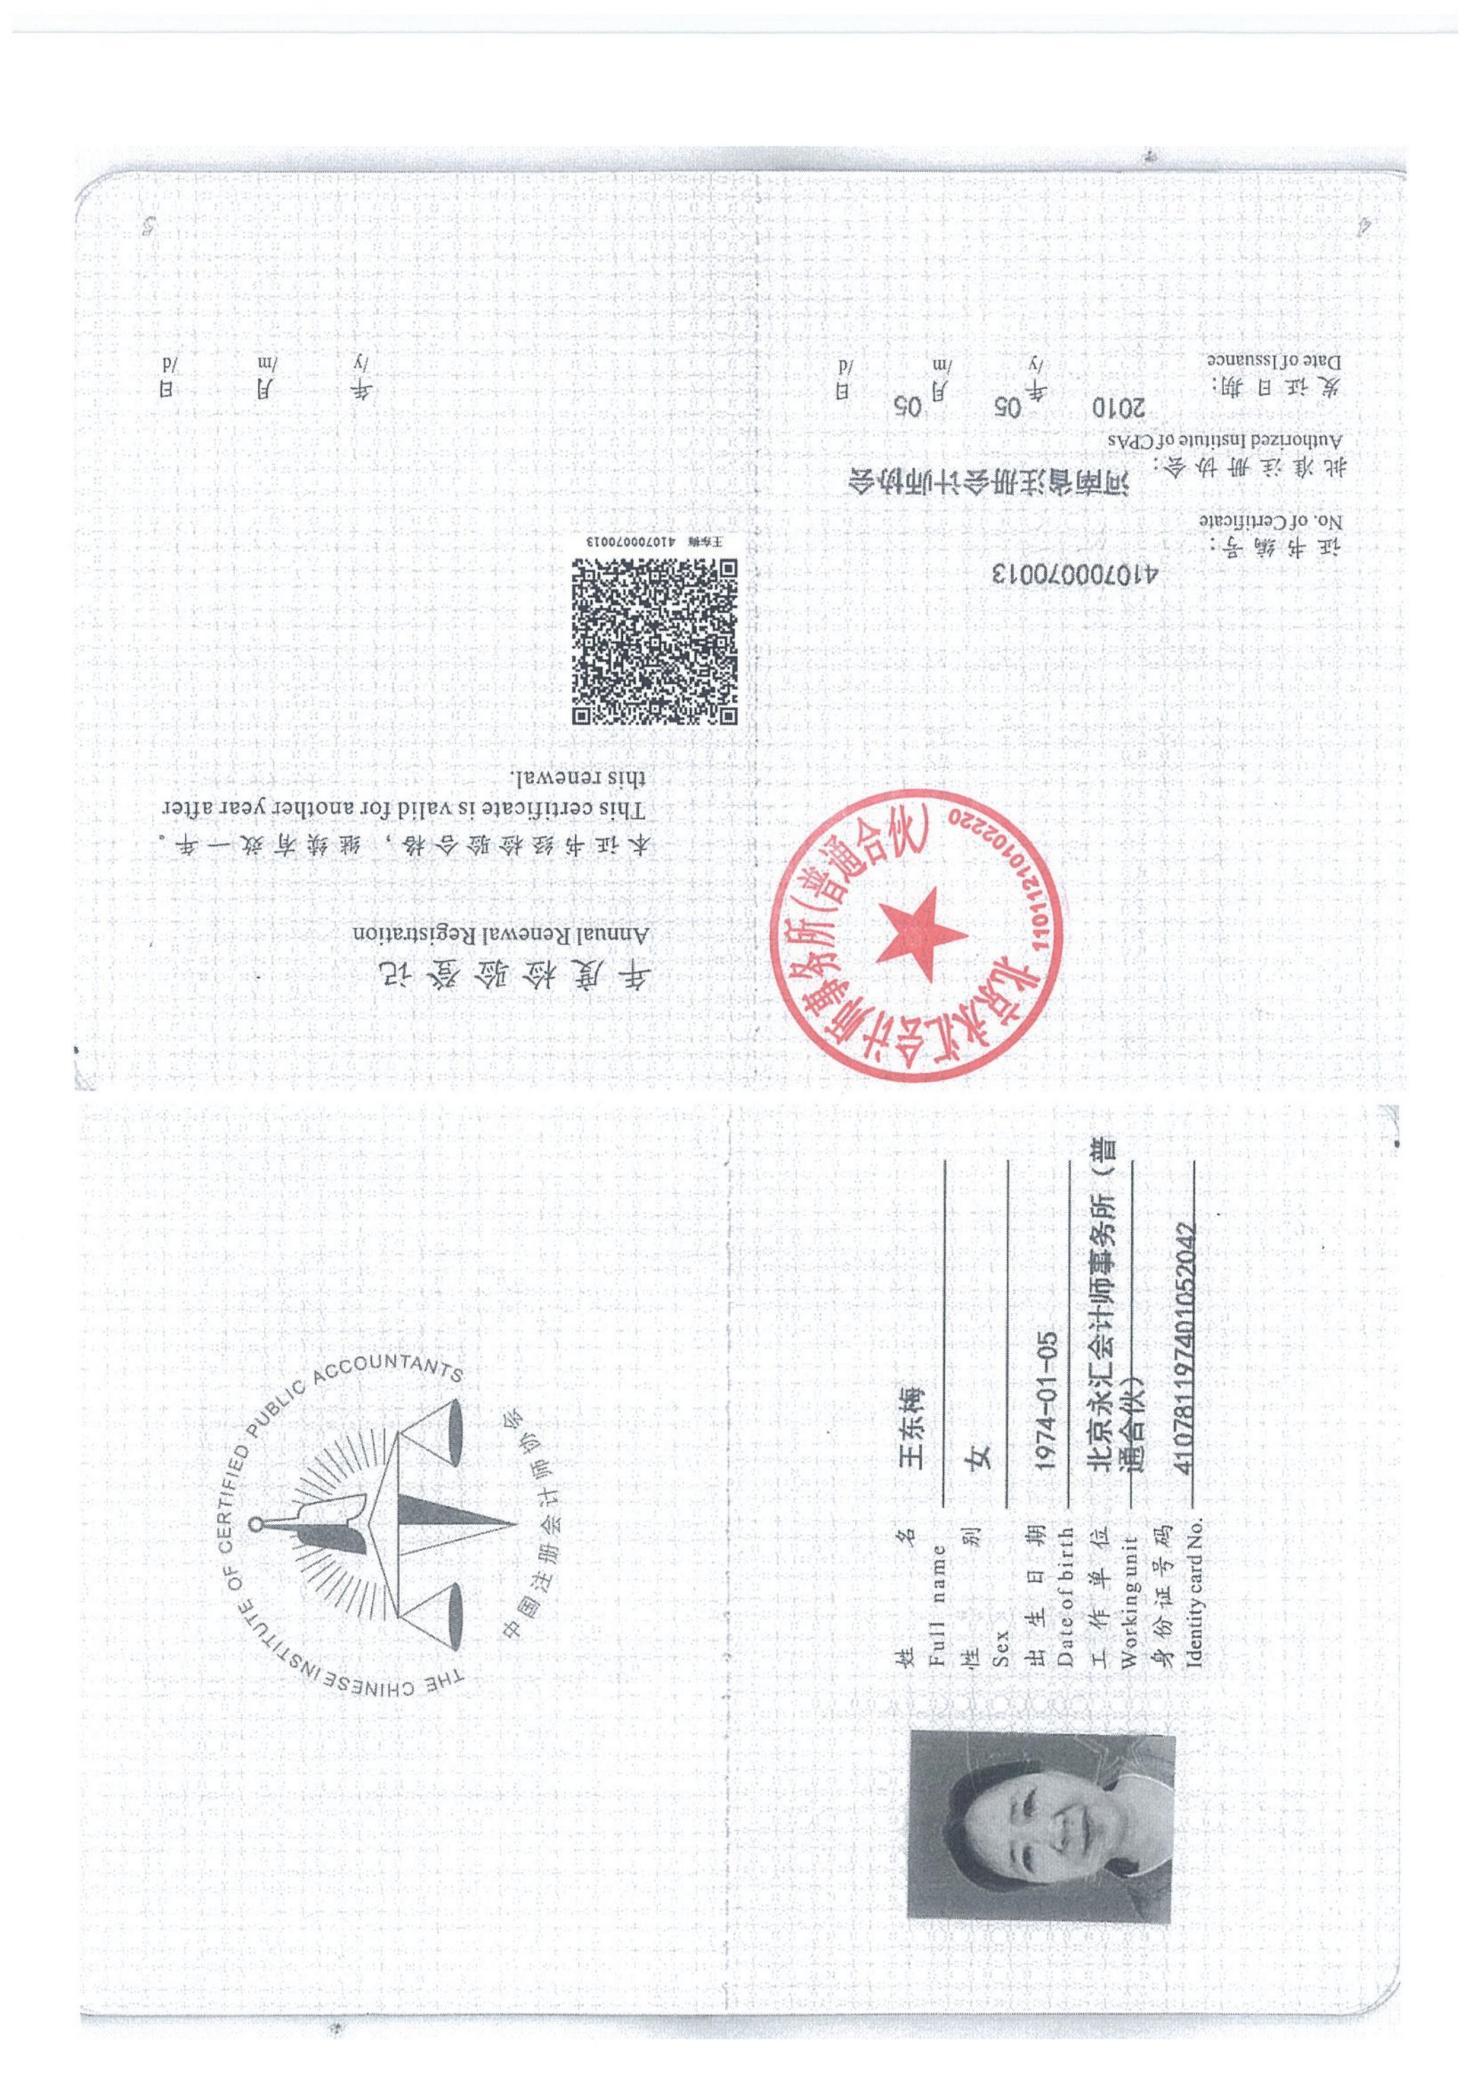 年度检验登记
Annual Renewal Registration
本证书经检验合格，继续有效一年。
This certificate is valid for another year after
this renewal.
王东梅 410700070013
年 月 日
/y /m /d
5
证书编号：
410700070013
No. of Certificate
批准注册协会：
河南省注册会计师协会
Authorized Institute of CPAs
发证日期：
2010 年 05 月 05 日
Date of Issuance /y /m /d
4
北京永汇会计师事务所(普通合伙)
1101121010102220
THE CHINESE INSTITUTE OF CERTIFIED PUBLIC ACCOUNTANTS
中国注册会计师协会
姓名 王东梅
Full name
性别 女
Sex
出生日期 1974-01-05
Date of birth
工作单位 北京永汇会计师事务所（普
通合伙）
Working unit
身份证号码 410781197401052042
Identity card No.